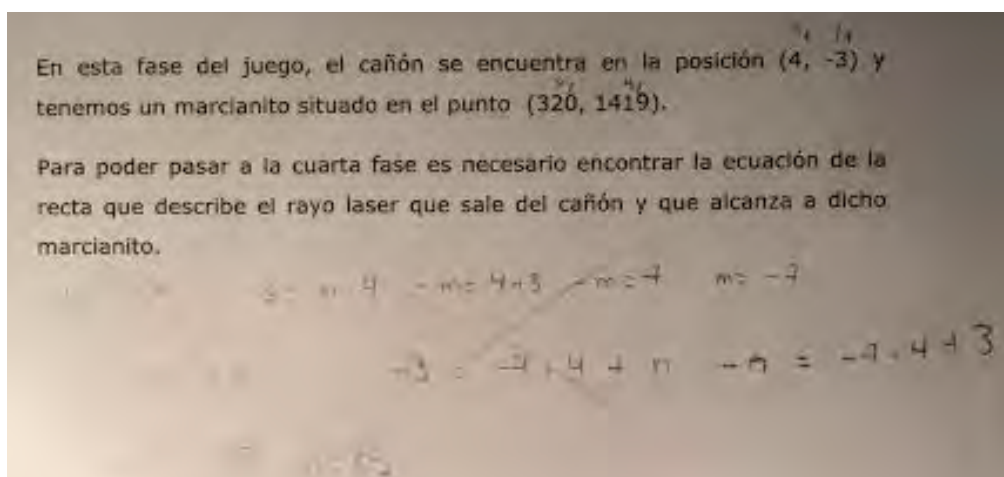 En esta fase del juego, el cañón se encuentra en la posición (4, -3) y
tenemos un marcianito situado en el punto (320, 1419).
Para poder pasar a la cuarta fase es necesario encontrar la ecuación de la
recta que describe el rayo laser que sale del cañón y que alcanza a dicho
marcianito.
- m = 4+3 - m = 7 m = -7
-3 = -7 · 4 + n - n = -7 · 4 + 3